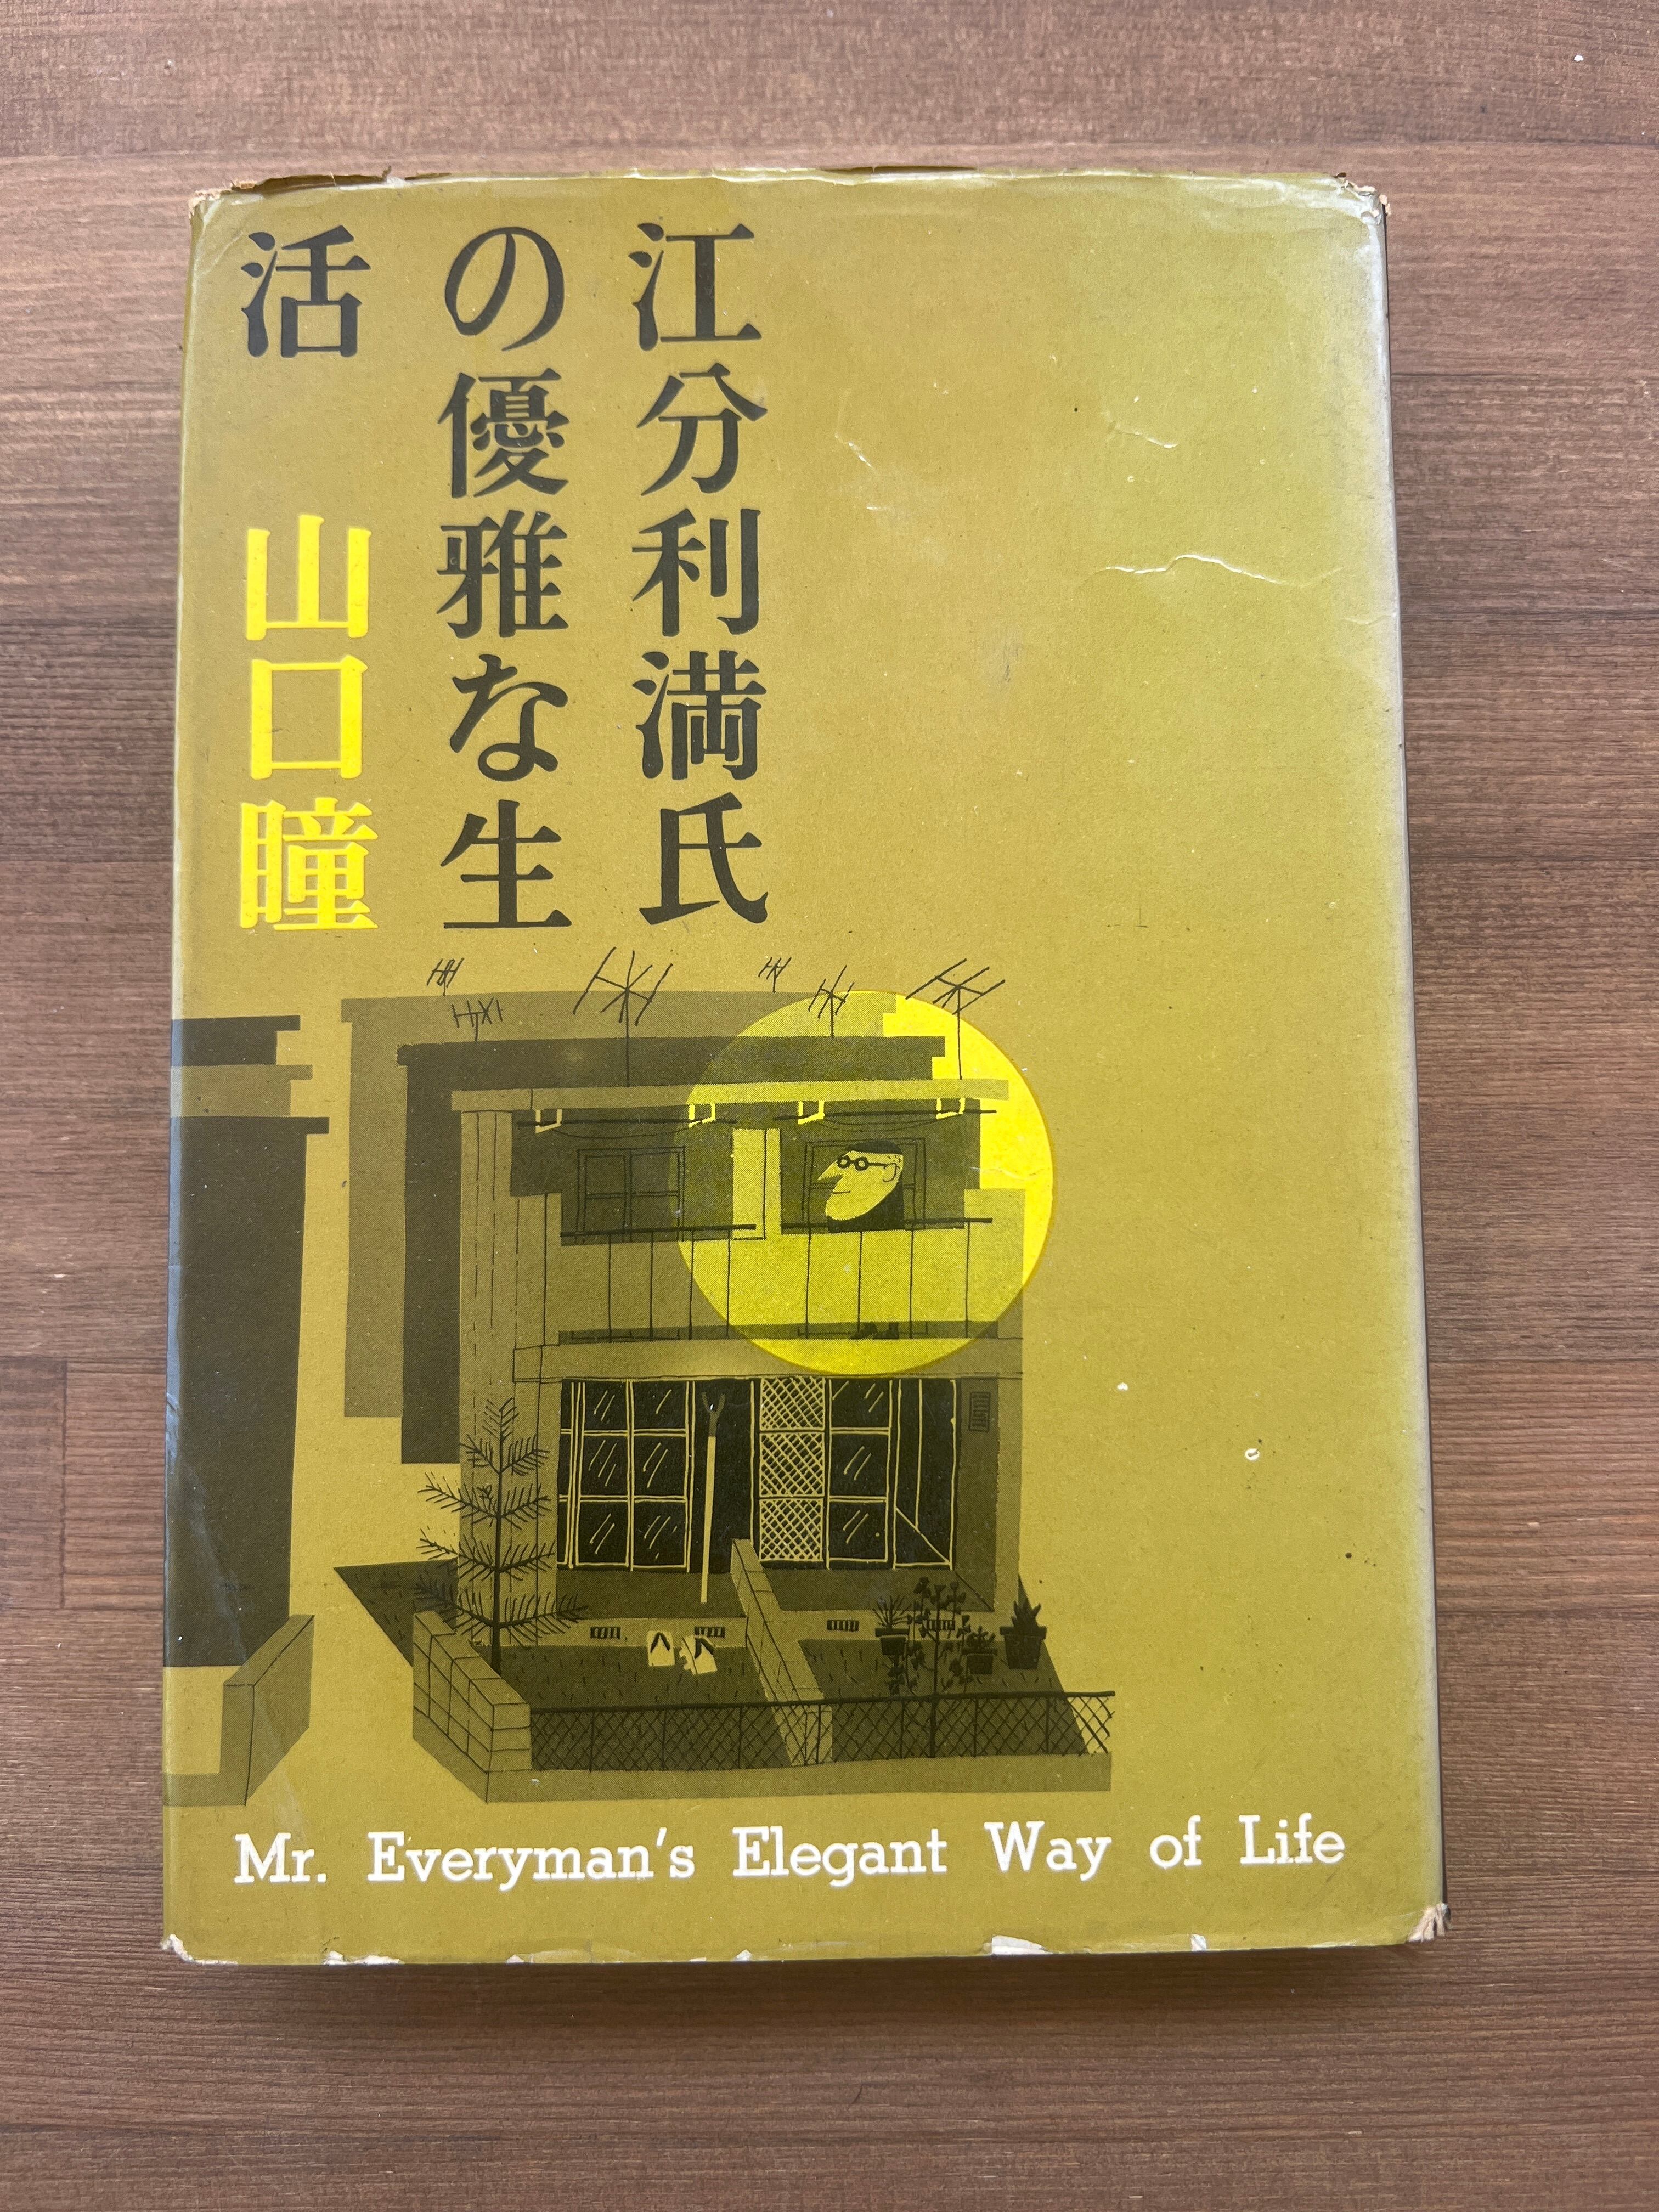 江分利満氏
の優雅な生
活 山口瞳
Mr. Everyman's Elegant Way of Life